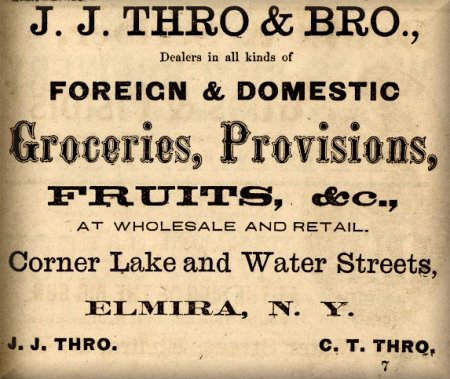 J. J. THRO & BRO.,
Dealers in all kinds of
FOREIGN & DOMESTIC
Groceries, Provisions,
FRUITS, &c.,
AT WHOLESALE AND RETAIL.
Corner Lake and Water Streets,
ELMIRA, N. Y.
J. J. THRO. C. T. THRO,
7